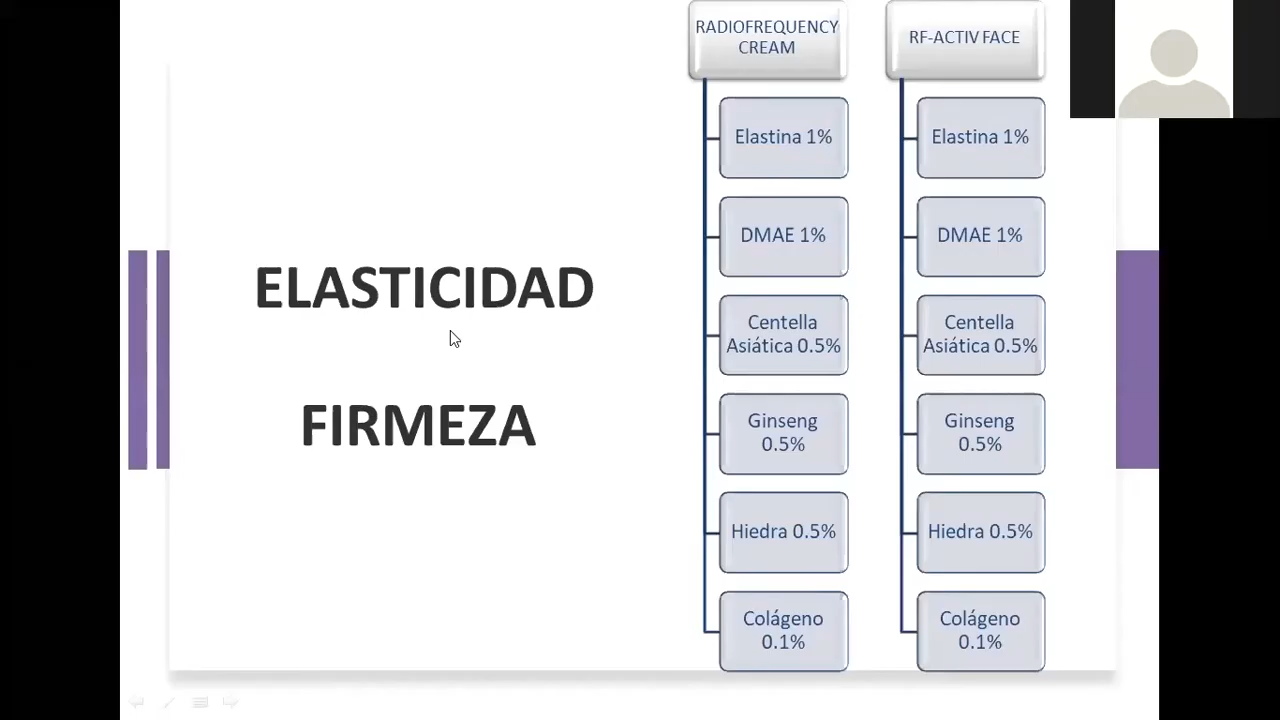 ELASTICIDAD
FIRMEZA
RADIOFREQUENCY
CREAM
Elastina 1%
DMAE 1%
Centella
Asiática 0.5%
Ginseng
0.5%
Hiedra 0.5%
Colágeno
0.1%
RF-ACTIV FACE
Elastina 1%
DMAE 1%
Centella
Asiática 0.5%
Ginseng
0.5%
Hiedra 0.5%
Colágeno
0.1%